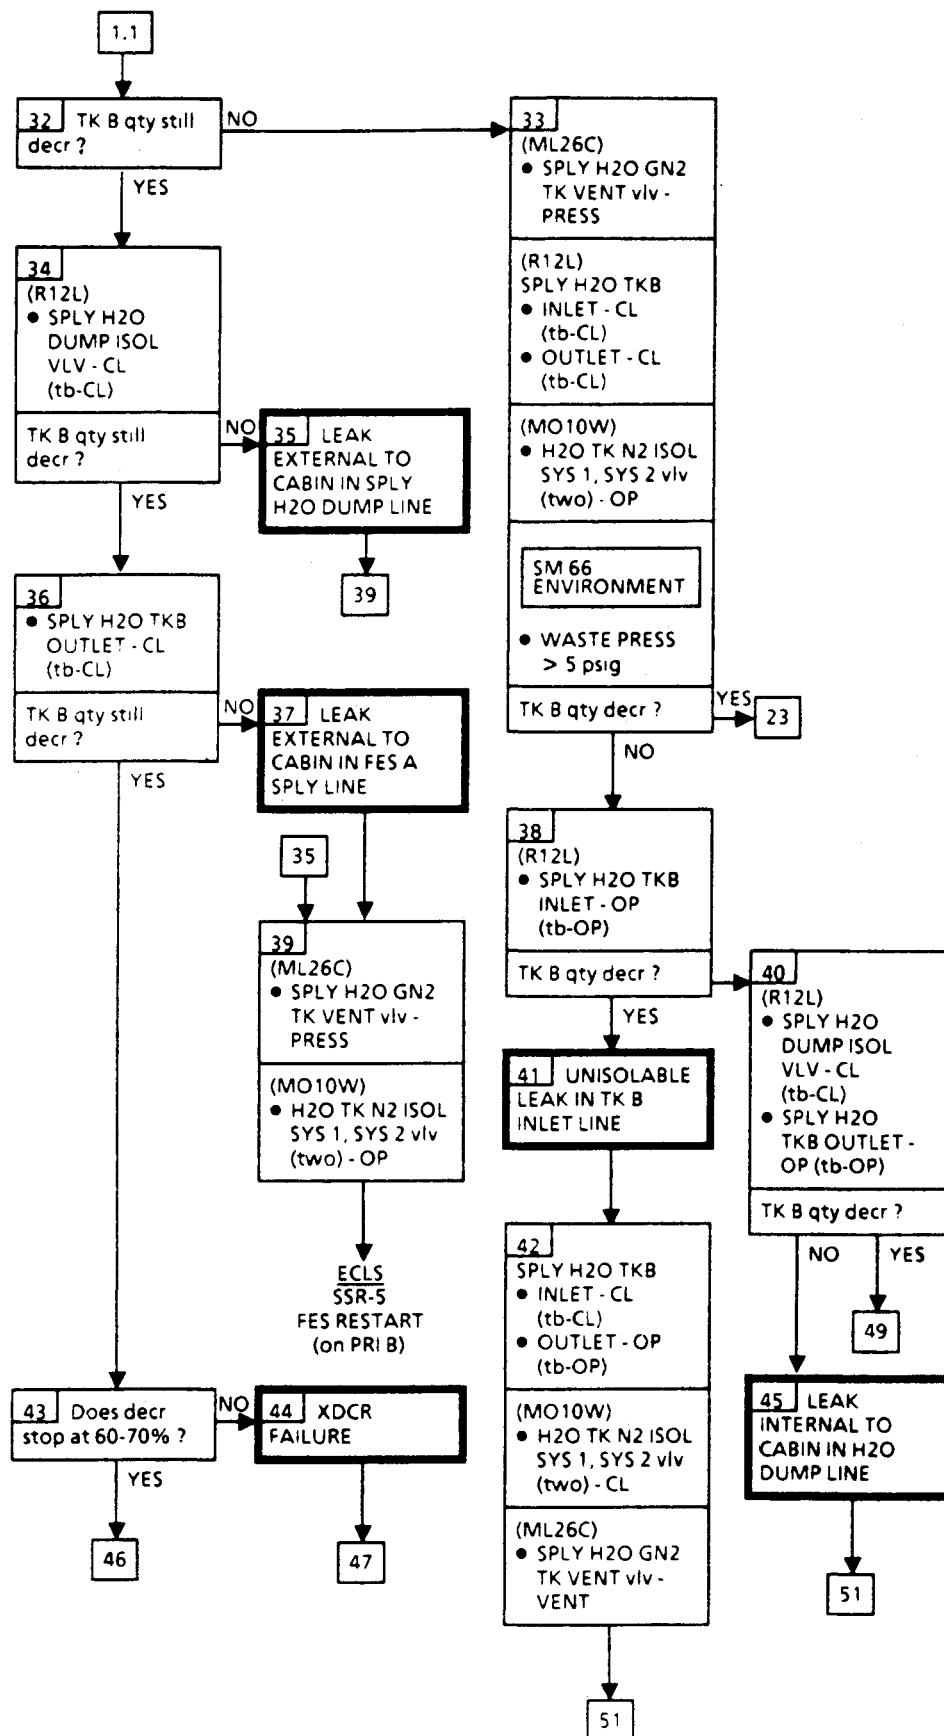 1.1
32 TK B qty still
decr ?
NO
YES
33
(ML26C)
● SPLY H2O GN2
TK VENT vlv -
PRESS
(R12L)
SPLY H2O TKB
● INLET - CL
(tb-CL)
● OUTLET - CL
(tb-CL)
(MO10W)
● H2O TK N2 ISOL
SYS 1, SYS 2 vlv
(two) - OP
SM 66
ENVIRONMENT
● WASTE PRESS
> 5 psig
TK B qty decr ?
YES
23
NO
34
(R12L)
● SPLY H2O
DUMP ISOL
VLV - CL
(tb-CL)
TK B qty still
decr ?
NO
YES
35 LEAK
EXTERNAL TO
CABIN IN SPLY
H2O DUMP LINE
39
36
● SPLY H2O TKB
OUTLET - CL
(tb-CL)
TK B qty still
decr ?
NO
YES
37 LEAK
EXTERNAL TO
CABIN IN FES A
SPLY LINE
35
39
(ML26C)
● SPLY H2O GN2
TK VENT vlv -
PRESS
(MO10W)
● H2O TK N2 ISOL
SYS 1, SYS 2 vlv
(two) - OP
ECLS
SSR-5
FES RESTART
(on PRI B)
38
(R12L)
● SPLY H2O TKB
INLET - OP
(tb-OP)
TK B qty decr ?
YES
40
(R12L)
● SPLY H2O
DUMP ISOL
VLV - CL
(tb-CL)
● SPLY H2O
TKB OUTLET -
OP (tb-OP)
TK B qty decr ?
NO
YES
49
41 UNISOLABLE
LEAK IN TK B
INLET LINE
42
SPLY H2O TKB
● INLET - CL
(tb-CL)
● OUTLET - OP
(tb-OP)
(MO10W)
● H2O TK N2 ISOL
SYS 1, SYS 2 vlv
(two) - CL
(ML26C)
● SPLY H2O GN2
TK VENT vlv -
VENT
51
43 Does decr
stop at 60-70% ?
NO
YES
46
44 XDCR
FAILURE
47
45 LEAK
INTERNAL TO
CABIN IN H2O
DUMP LINE
51